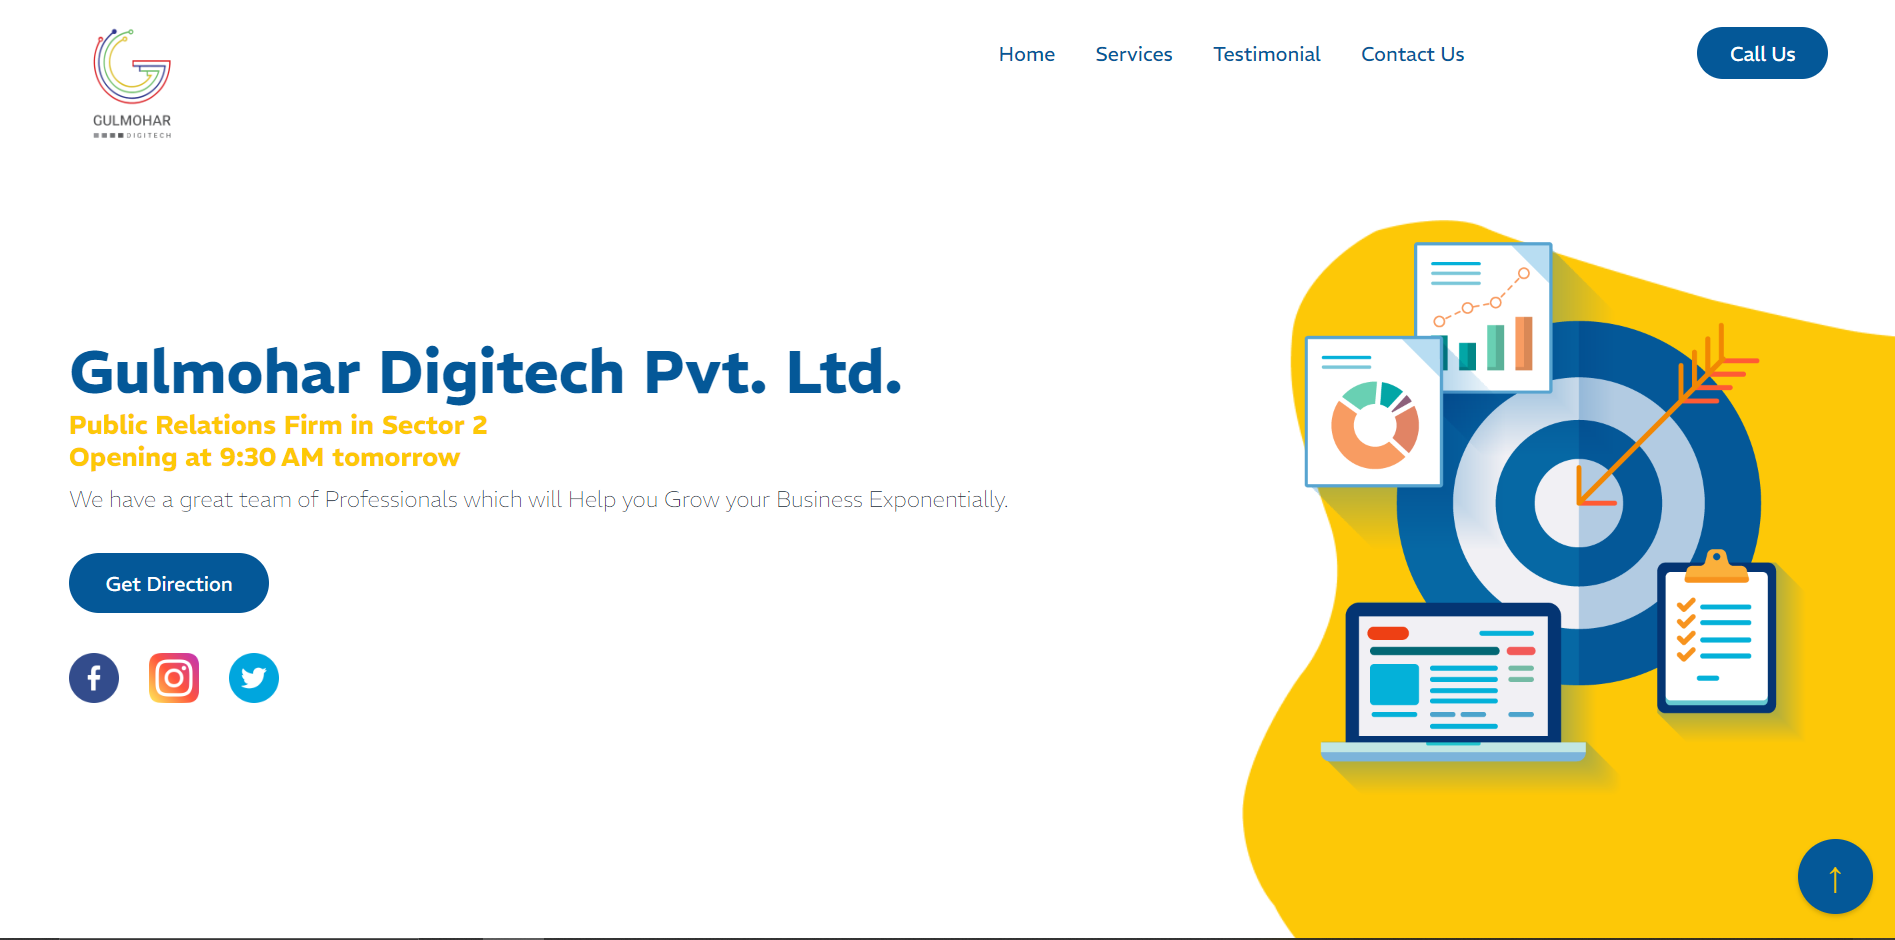 GULMOHAR
DIGITECH
Home
Services
Testimonial
Contact Us
Call Us
Gulmohar Digitech Pvt. Ltd.
Public Relations Firm in Sector 2
Opening at 9:30 AM tomorrow
We have a great team of Professionals which will Help you Grow your Business Exponentially.
Get Direction